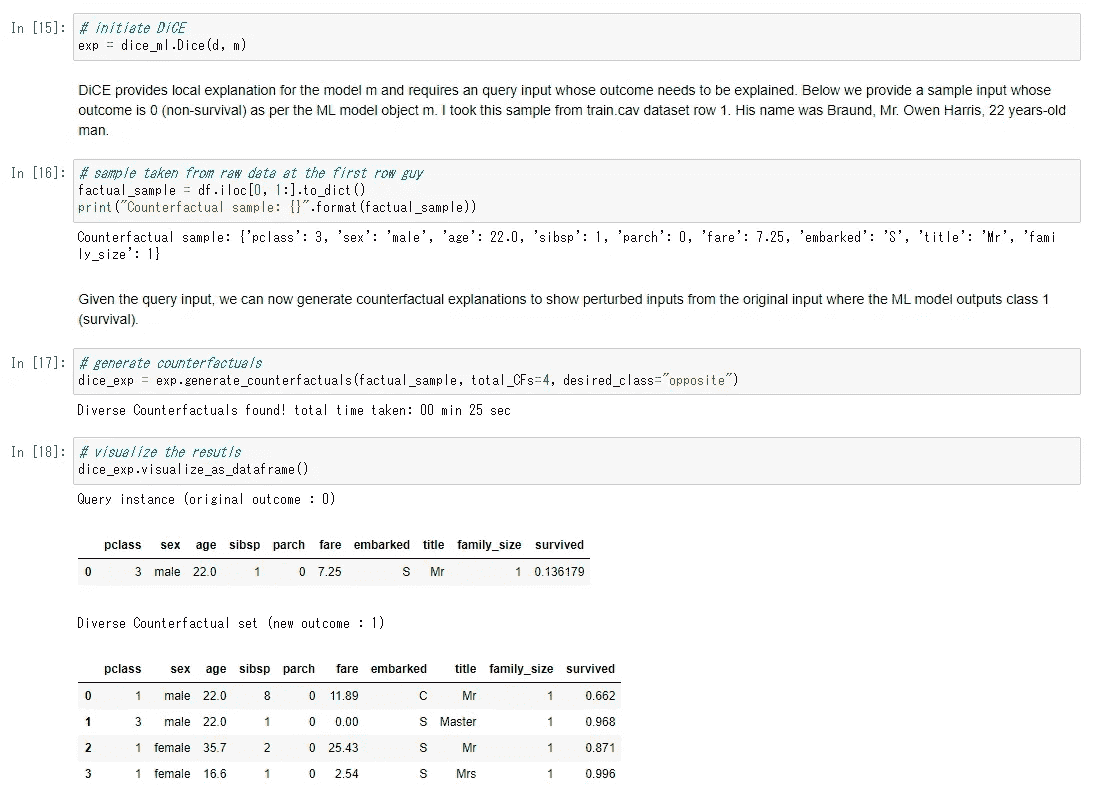 In [15]: # initiate DiCE
exp = dice_ml.Dice(d, m)
DiCE provides local explanation for the model m and requires an query input whose outcome needs to be explained. Below we provide a sample input whose
outcome is 0 (non-survival) as per the ML model object m. I took this sample from train.cav dataset row 1. His name was Braund, Mr. Owen Harris, 22 years-old
man.
In [16]: # sample taken from raw data at the first row guy
factual_sample = df.iloc[0, 1:].to_dict()
print("Counterfactual sample: {}".format(factual_sample))
Counterfactual sample: {'pclass': 3, 'sex': 'male', 'age': 22.0, 'sibsp': 1, 'parch': 0, 'fare': 7.25, 'embarked': 'S', 'title': 'Mr', 'fami
ly_size': 1}
Given the query input, we can now generate counterfactual explanations to show perturbed inputs from the original input where the ML model outputs class 1
(survival).
In [17]: # generate counterfactuals
dice_exp = exp.generate_counterfactuals(factual_sample, total_CFs=4, desired_class="opposite")
Diverse Counterfactuals found! total time taken: 00 min 25 sec
In [18]: # visualize the resutls
dice_exp.visualize_as_dataframe()
Query instance (original outcome : 0)
pclass sex age sibsp parch fare embarked title family_size survived
0 3 male 22.0 1 0 7.25 S Mr 1 0.136179
Diverse Counterfactual set (new outcome : 1)
pclass sex age sibsp parch fare embarked title family_size survived
0 1 male 22.0 8 0 11.89 C Mr 1 0.662
1 3 male 22.0 1 0 0.00 S Master 1 0.968
2 1 female 35.7 2 0 25.43 S Mr 1 0.871
3 1 female 16.6 1 0 2.54 S Mrs 1 0.996